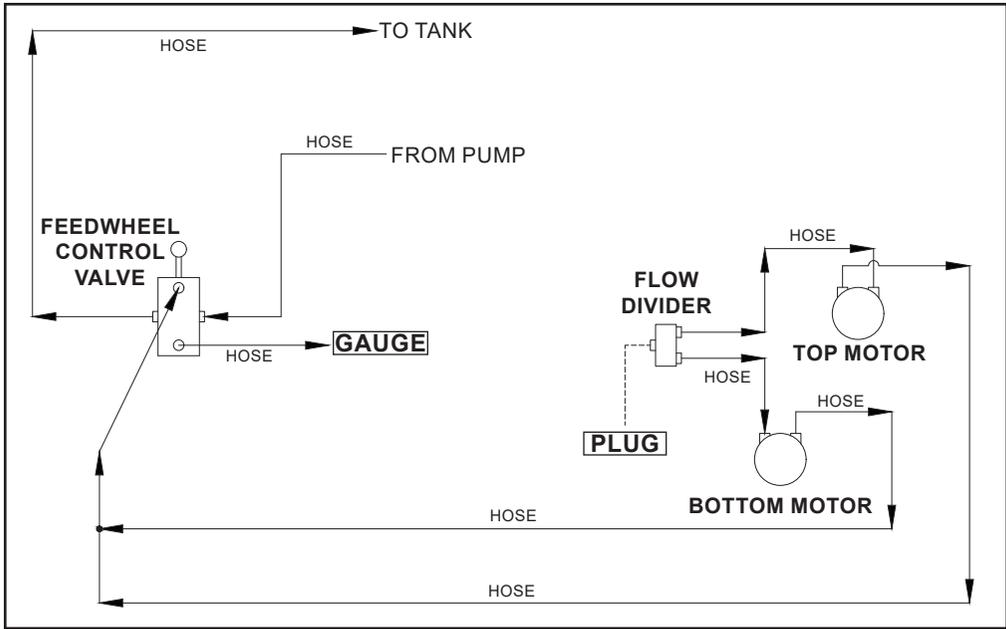 TO TANK
HOSE
HOSE
FROM PUMP
FEEDWHEEL
CONTROL
VALVE
HOSE
GAUGE
FLOW
DIVIDER
HOSE
TOP MOTOR
HOSE
PLUG
HOSE
BOTTOM MOTOR
HOSE
HOSE